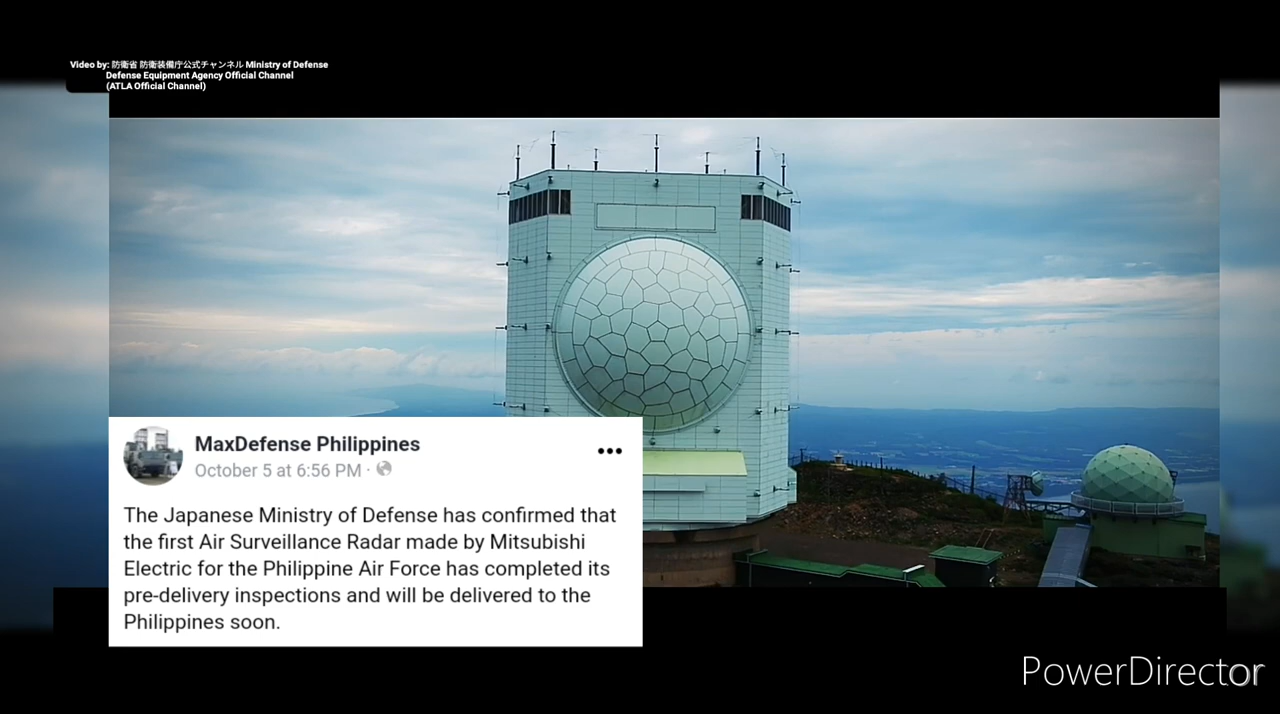 Video by: 防衛省 防衛装備庁公式チャンネル Ministry of Defense
Defense Equipment Agency Official Channel
(ATLA Official Channel)
MaxDefense Philippines
October 5 at 6:56 PM ·
The Japanese Ministry of Defense has confirmed that
the first Air Surveillance Radar made by Mitsubishi
Electric for the Philippine Air Force has completed its
pre-delivery inspections and will be delivered to the
Philippines soon.
PowerDirector